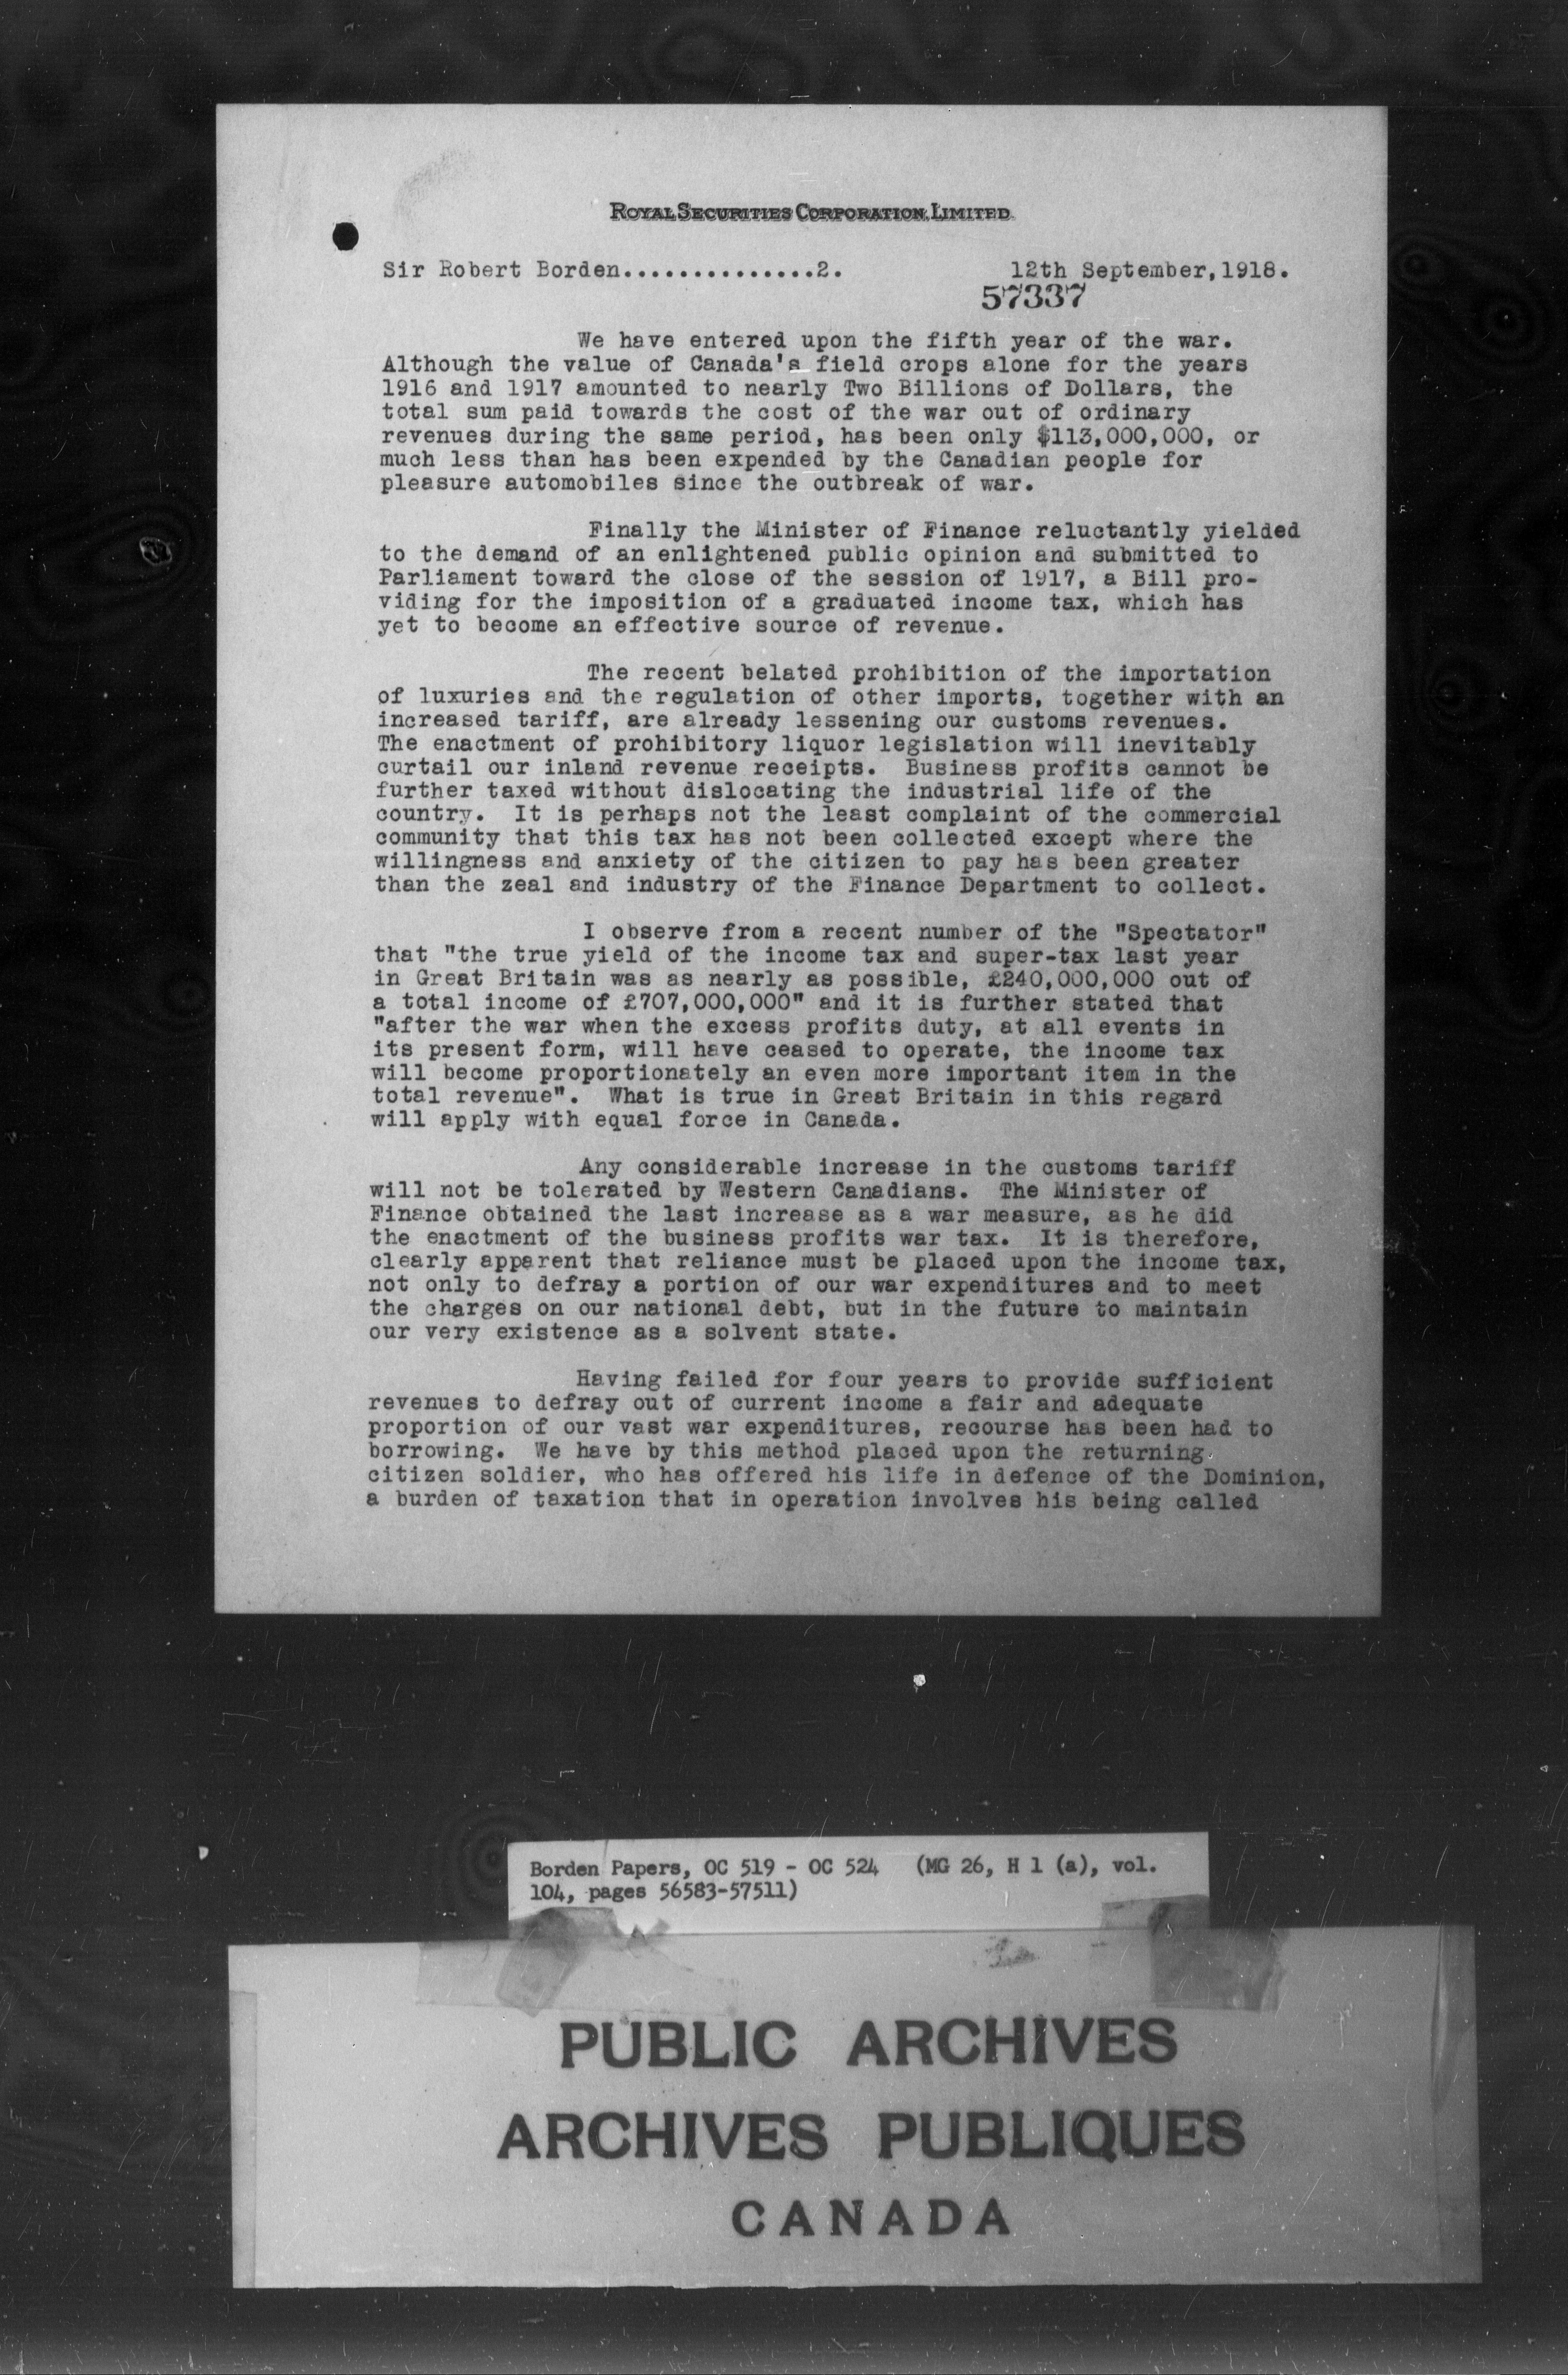 ROYAL SECURITIES CORPORATION, LIMITED
Sir Robert Borden...............2. 12th September,1918.
57337
We have entered upon the fifth year of the war.
Although the value of Canada's field crops alone for the years
1916 and 1917 amounted to nearly Two Billions of Dollars, the
total sum paid towards the cost of the war out of ordinary
revenues during the same period, has been only $113,000,000, or
much less than has been expended by the Canadian people for
pleasure automobiles since the outbreak of war.
Finally the Minister of Finance reluctantly yielded
to the demand of an enlightened public opinion and submitted to
Parliament toward the close of the session of 1917, a Bill pro-
viding for the imposition of a graduated income tax, which has
yet to become an effective source of revenue.
The recent belated prohibition of the importation
of luxuries and the regulation of other imports, together with an
increased tariff, are already lessening our customs revenues.
The enactment of prohibitory liquor legislation will inevitably
curtail our inland revenue receipts. Business profits cannot be
further taxed without dislocating the industrial life of the
country. It is perhaps not the least complaint of the commercial
community that this tax has not been collected except where the
willingness and anxiety of the citizen to pay has been greater
than the zeal and industry of the Finance Department to collect.
I observe from a recent number of the "Spectator"
that "the true yield of the income tax and super-tax last year
in Great Britain was as nearly as possible, £240,000,000 out of
a total income of £707,000,000" and it is further stated that
"after the war when the excess profits duty, at all events in
its present form, will have ceased to operate, the income tax
will become proportionately an even more important item in the
total revenue". What is true in Great Britain in this regard
will apply with equal force in Canada.
Any considerable increase in the customs tariff
will not be tolerated by Western Canadians. The Minister of
Finance obtained the last increase as a war measure, as he did
the enactment of the business profits war tax. It is therefore,
clearly apparent that reliance must be placed upon the income tax,
not only to defray a portion of our war expenditures and to meet
the charges on our national debt, but in the future to maintain
our very existence as a solvent state.
Having failed for four years to provide sufficient
revenues to defray out of current income a fair and adequate
proportion of our vast war expenditures, recourse has been had to
borrowing. We have by this method placed upon the returning
citizen soldier, who has offered his life in defence of the Dominion,
a burden of taxation that in operation involves his being called
Borden Papers, OC 519 - OC 524 (MG 26, H 1 (a), vol.
104, pages 56583-57511)
PUBLIC ARCHIVES
ARCHIVES PUBLIQUES
CANADA